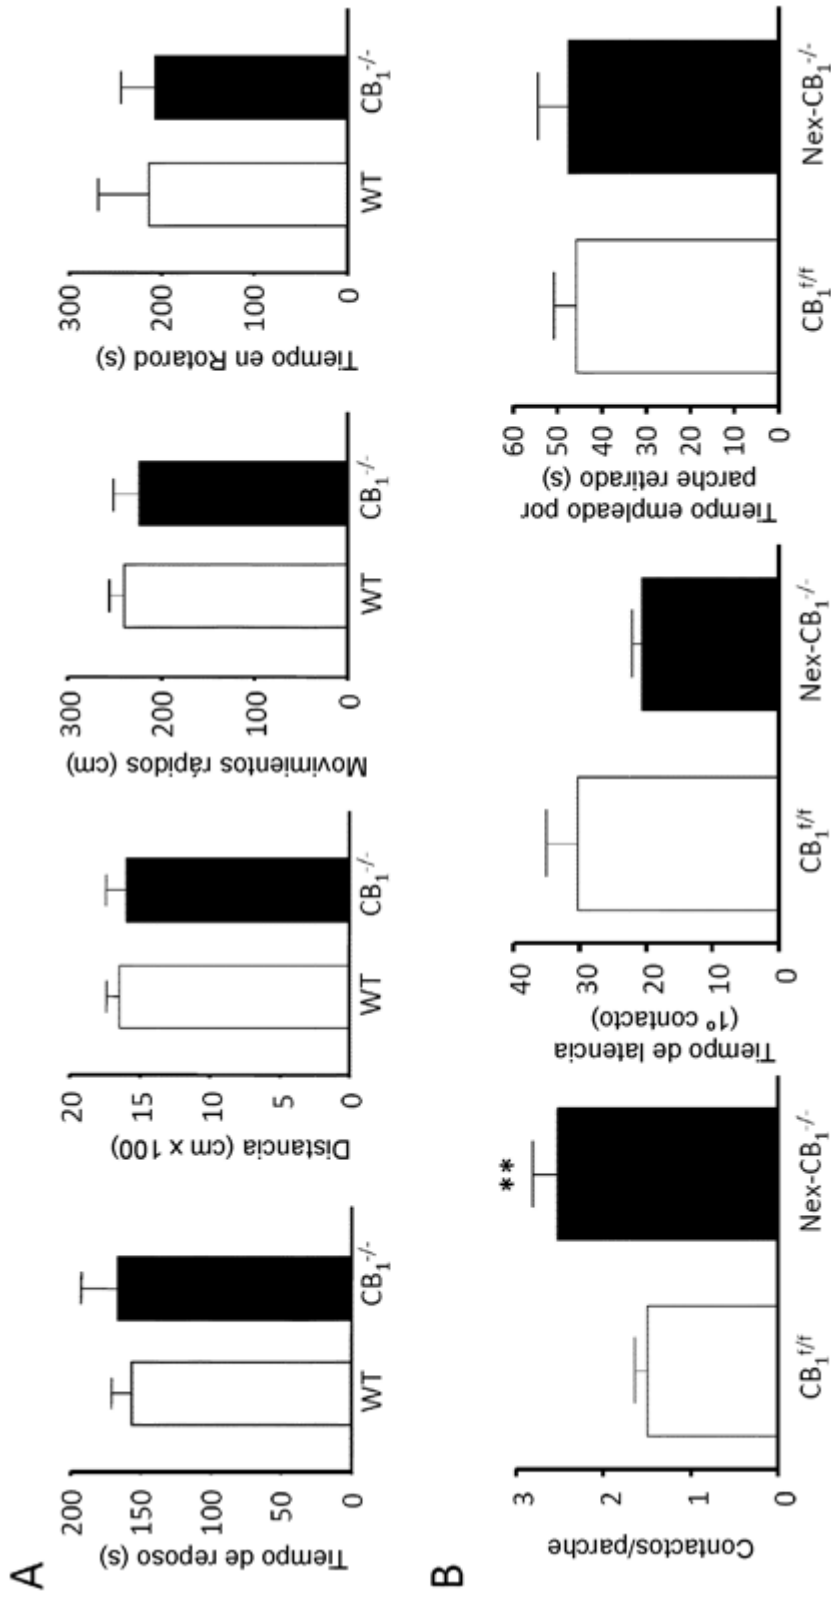 A
Tiempo de reposo (s)
200
150
100
50
0
WT
CB₁⁻/⁻
Distancia (cm x 100)
20
15
10
5
0
WT
CB₁⁻/⁻
Movimientos rápidos (cm)
300
200
100
0
WT
CB₁⁻/⁻
Tiempo en Rotarod (s)
300
200
100
0
WT
CB₁⁻/⁻
B
Contactos/parche
3
2
1
0
**
CB₁f/f
Nex-CB₁⁻/⁻
Tiempo de latencia
(1º contacto)
40
30
20
10
0
CB₁f/f
Nex-CB₁⁻/⁻
Tiempo empleado por
parche retirado (s)
60
50
40
30
20
10
0
CB₁f/f
Nex-CB₁⁻/⁻